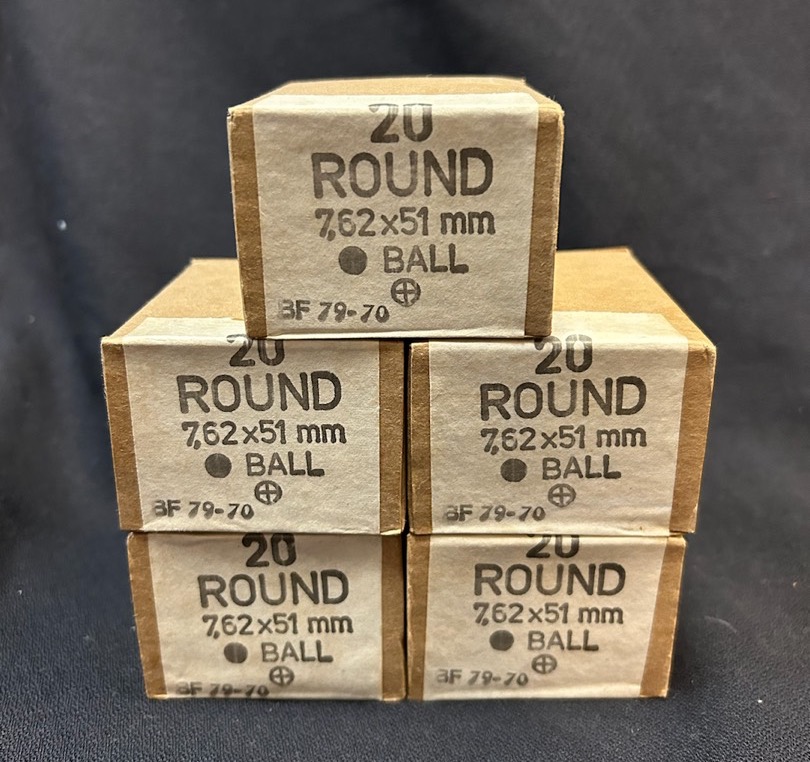 20
ROUND
7,62x51 mm
● BALL
⊕
BF 79-70
20
ROUND
7,62x51 mm
● BALL
⊕
BF 79-70
20
ROUND
7,62x51 mm
● BALL
⊕
BF 79-70
20
ROUND
7,62x51 mm
● BALL
⊕
BF 79-70
20
ROUND
7,62x51 mm
● BALL
⊕
BF 79-70